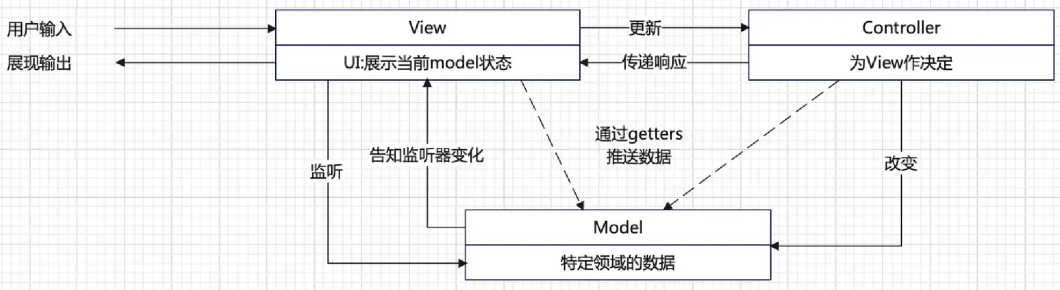 用户输入
View
更新
Controller
展现输出
UI:展示当前model状态
传递响应
为View作决定
通过getters
推送数据
告知监听器变化
监听
改变
Model
特定领域的数据